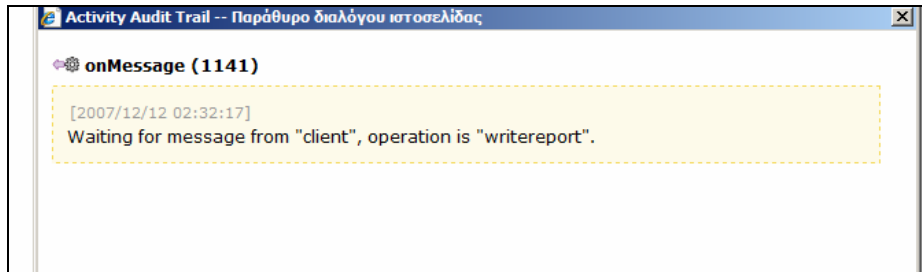 Activity Audit Trail -- Παράθυρο διαλόγου ιστοσελίδας
onMessage (1141)
[2007/12/12 02:32:17]
Waiting for message from "client", operation is "writereport".